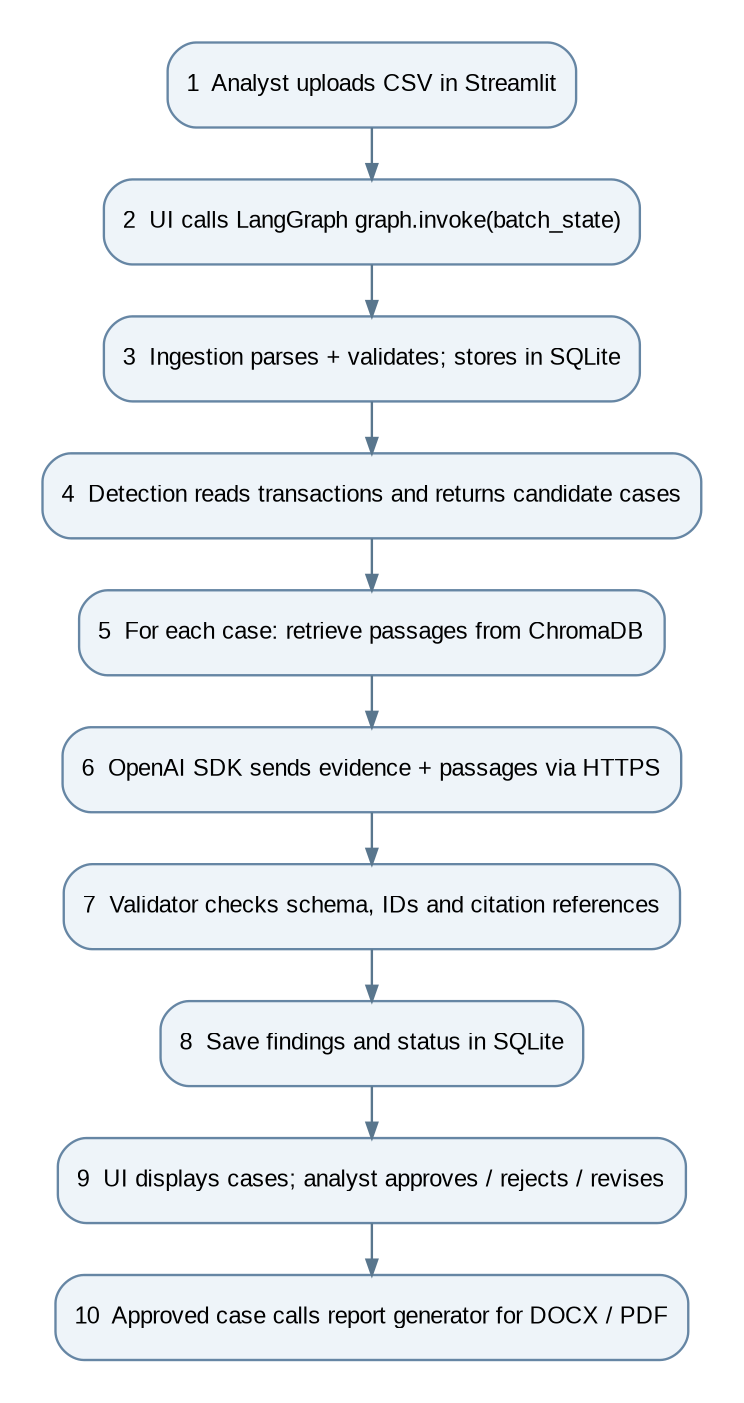 1 Analyst uploads CSV in Streamlit
2 UI calls LangGraph graph.invoke(batch_state)
3 Ingestion parses + validates; stores in SQLite
4 Detection reads transactions and returns candidate cases
5 For each case: retrieve passages from ChromaDB
6 OpenAI SDK sends evidence + passages via HTTPS
7 Validator checks schema, IDs and citation references
8 Save findings and status in SQLite
9 UI displays cases; analyst approves / rejects / revises
10 Approved case calls report generator for DOCX / PDF